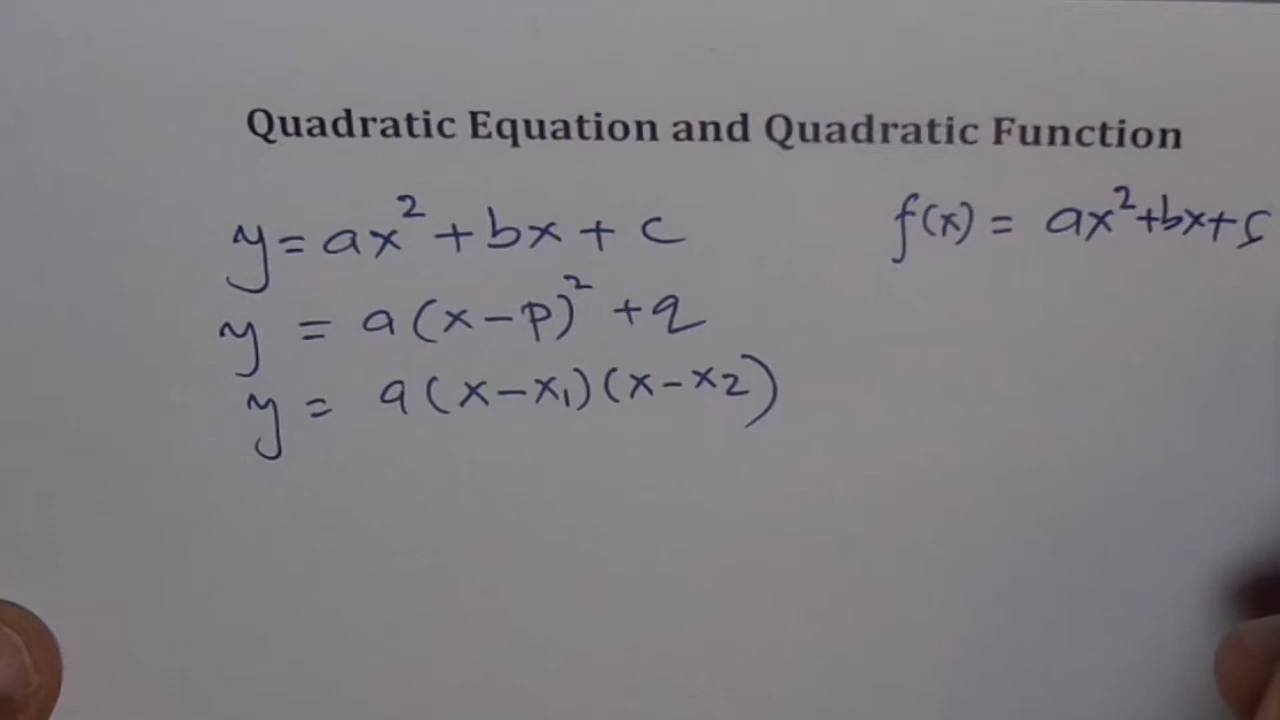 Quadratic Equation and Quadratic Function
y = ax² + bx + c
f(x) = ax²+bx+c
y = a(x-p)² + q
y = a(x-x₁)(x-x₂)